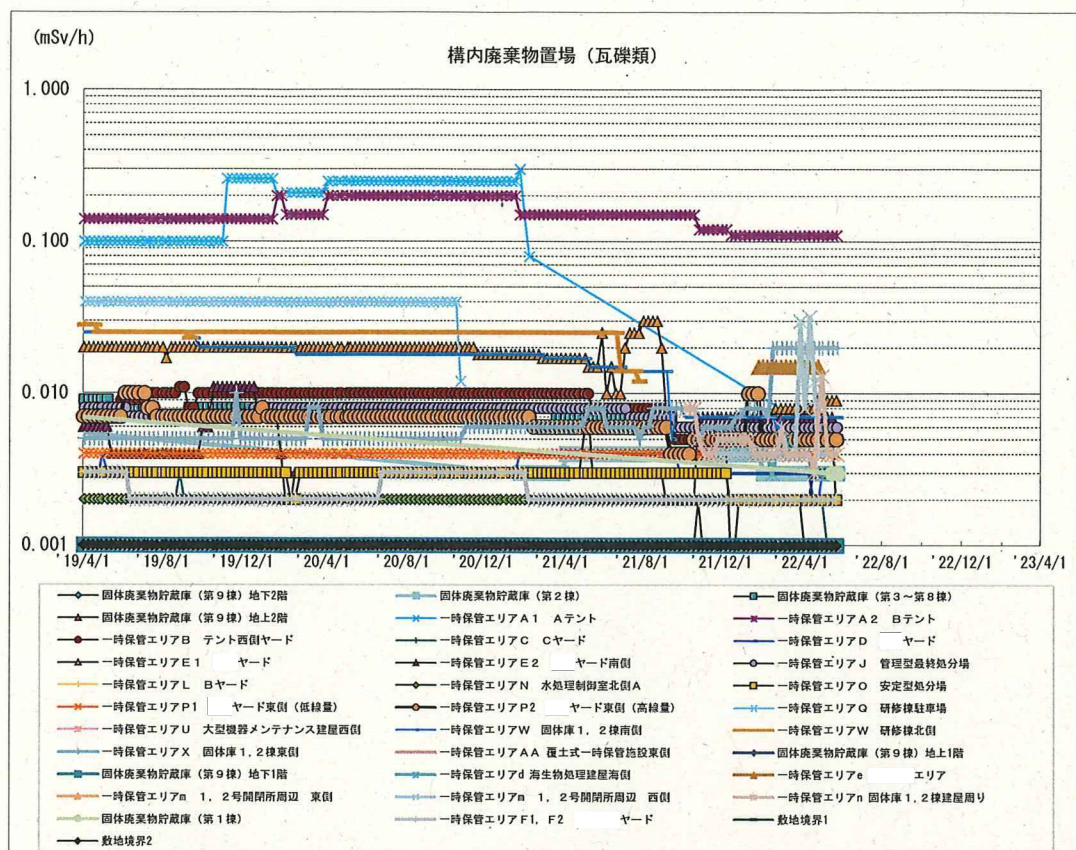 (mSv/h)
構内廃棄物置場（瓦礫類）
1.000
0.100
0.010
0.001
'19/4/1 '19/8/1 '19/12/1 '20/4/1 '20/8/1 '20/12/1 '21/4/1 '21/8/1 '21/12/1 '22/4/1 '22/8/1 '22/12/1 '23/4/1
固体廃棄物貯蔵庫（第９棟）地下2階 固体廃棄物貯蔵庫（第２棟） 固体廃棄物貯蔵庫（第３～第８棟）
固体廃棄物貯蔵庫（第９棟）地上2階 一時保管エリアＡ１ Ａテント 一時保管エリアＡ２ Ｂテント
一時保管エリアＢ テント西側ヤード 一時保管エリアＣ Ｃヤード 一時保管エリアＤ ヤード
一時保管エリアＥ１ ヤード 一時保管エリアＥ２ ヤード南側 一時保管エリアＪ 管理型最終処分場
一時保管エリアＬ Ｂヤード 一時保管エリアＮ 水処理制御室北側Ａ 一時保管エリアＯ 安定型処分場
一時保管エリアＰ1 ヤード東側（低線量） 一時保管エリアＰ2 ヤード東側（高線量） 一時保管エリアＱ 研修棟駐車場
一時保管エリアＵ 大型機器メンテナンス建屋西側 一時保管エリアＷ 固体庫１,２棟南側 一時保管エリアＷ 研修棟北側
一時保管エリアＸ 固体庫１,２棟東側 一時保管エリアＡＡ 覆土式一時保管施設東側 固体廃棄物貯蔵庫（第９棟）地上1階
固体廃棄物貯蔵庫（第９棟）地下1階 一時保管エリアｄ 海生物処理建屋海側 一時保管エリアｅ エリア
一時保管エリアｍ １，２号開閉所周辺 東側 一時保管エリアｍ １，２号開閉所周辺 西側 一時保管エリアｎ 固体庫１,２棟建屋周り
固体廃棄物貯蔵庫（第１棟） 一時保管エリアＦ１，Ｆ２ ヤード 敷地境界1
敷地境界2